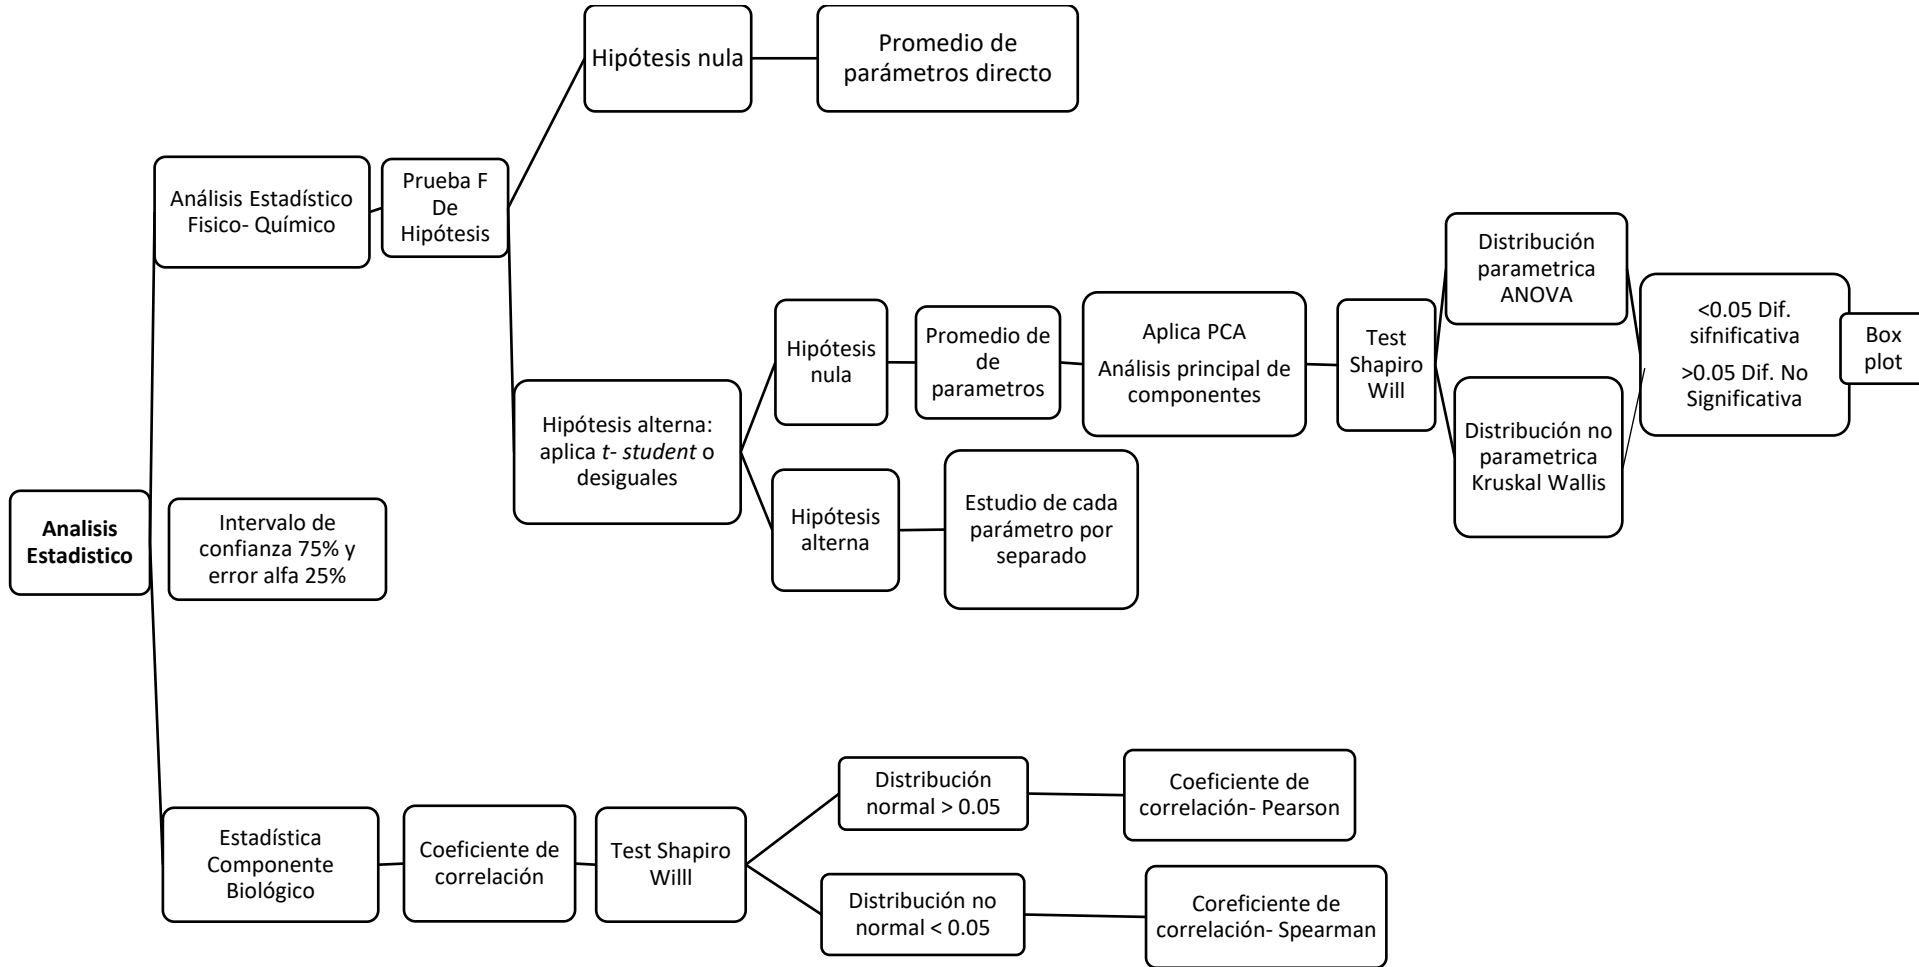 Hipótesis nula
Promedio de
parámetros directo
Análisis Estadístico
Fisico- Químico
Prueba F
De
Hipótesis
Hipótesis alterna:
aplica t- student o
desiguales
Hipótesis
nula
Promedio de
de
parametros
Aplica PCA
Análisis principal de
componentes
Test
Shapiro
Will
Distribución
parametrica
ANOVA
Distribución no
parametrica
Kruskal Wallis
<0.05 Dif.
sifnificativa
>0.05 Dif. No
Significativa
Box
plot
Hipótesis
alterna
Estudio de cada
parámetro por
separado
Analisis
Estadistico
Intervalo de
confianza 75% y
error alfa 25%
Estadística
Componente
Biológico
Coeficiente de
correlación
Test Shapiro
Willl
Distribución
normal > 0.05
Coeficiente de
correlación- Pearson
Distribución no
normal < 0.05
Coreficiente de
correlación- Spearman